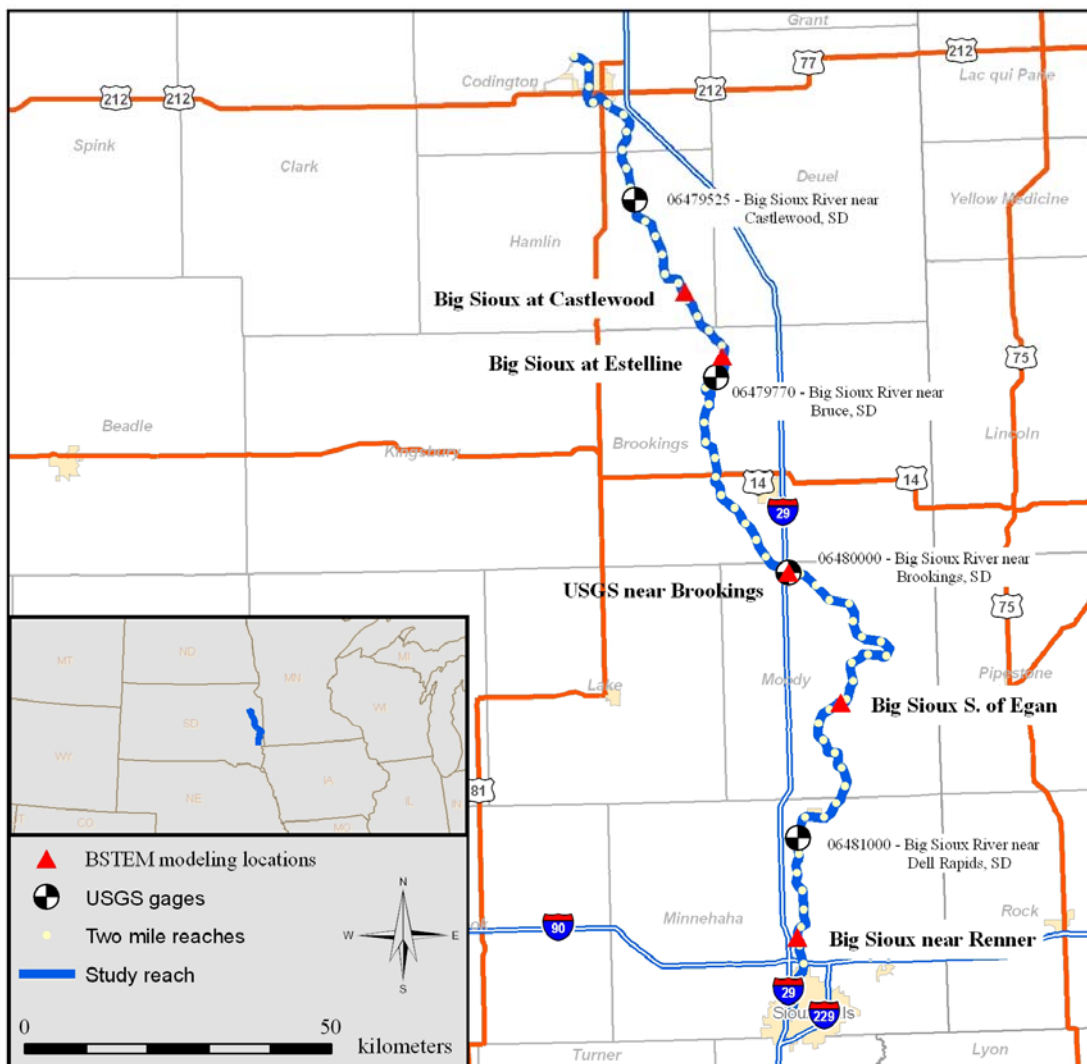 Grant
212
77
Codington
Lac qui Parle
212
212
212
212
Spink
Clark
Deuel
Yellow Medicine
06479525 - Big Sioux River near
Castlewood, SD
Hamlin
Big Sioux at Castlewood
75
Big Sioux at Estelline
06479770 - Big Sioux River near
Bruce, SD
Beadle
Kingsbury
Brookings
Lincoln
14
14
29
06480000 - Big Sioux River near
Brookings, SD
USGS near Brookings
75
Lake
Moody
Pipestone
Big Sioux S. of Egan
MT
ND
MN
MI
SD
WI
WY
IA
NE
IL
IN
CO
MO
81
06481000 - Big Sioux River near
Dell Rapids, SD
BSTEM modeling locations
USGS gages
Two mile reaches
Study reach
N
W
E
S
Minnehaha
Rock
90
Big Sioux near Renner
29
229
0
50
kilometers
Turner
Lyon